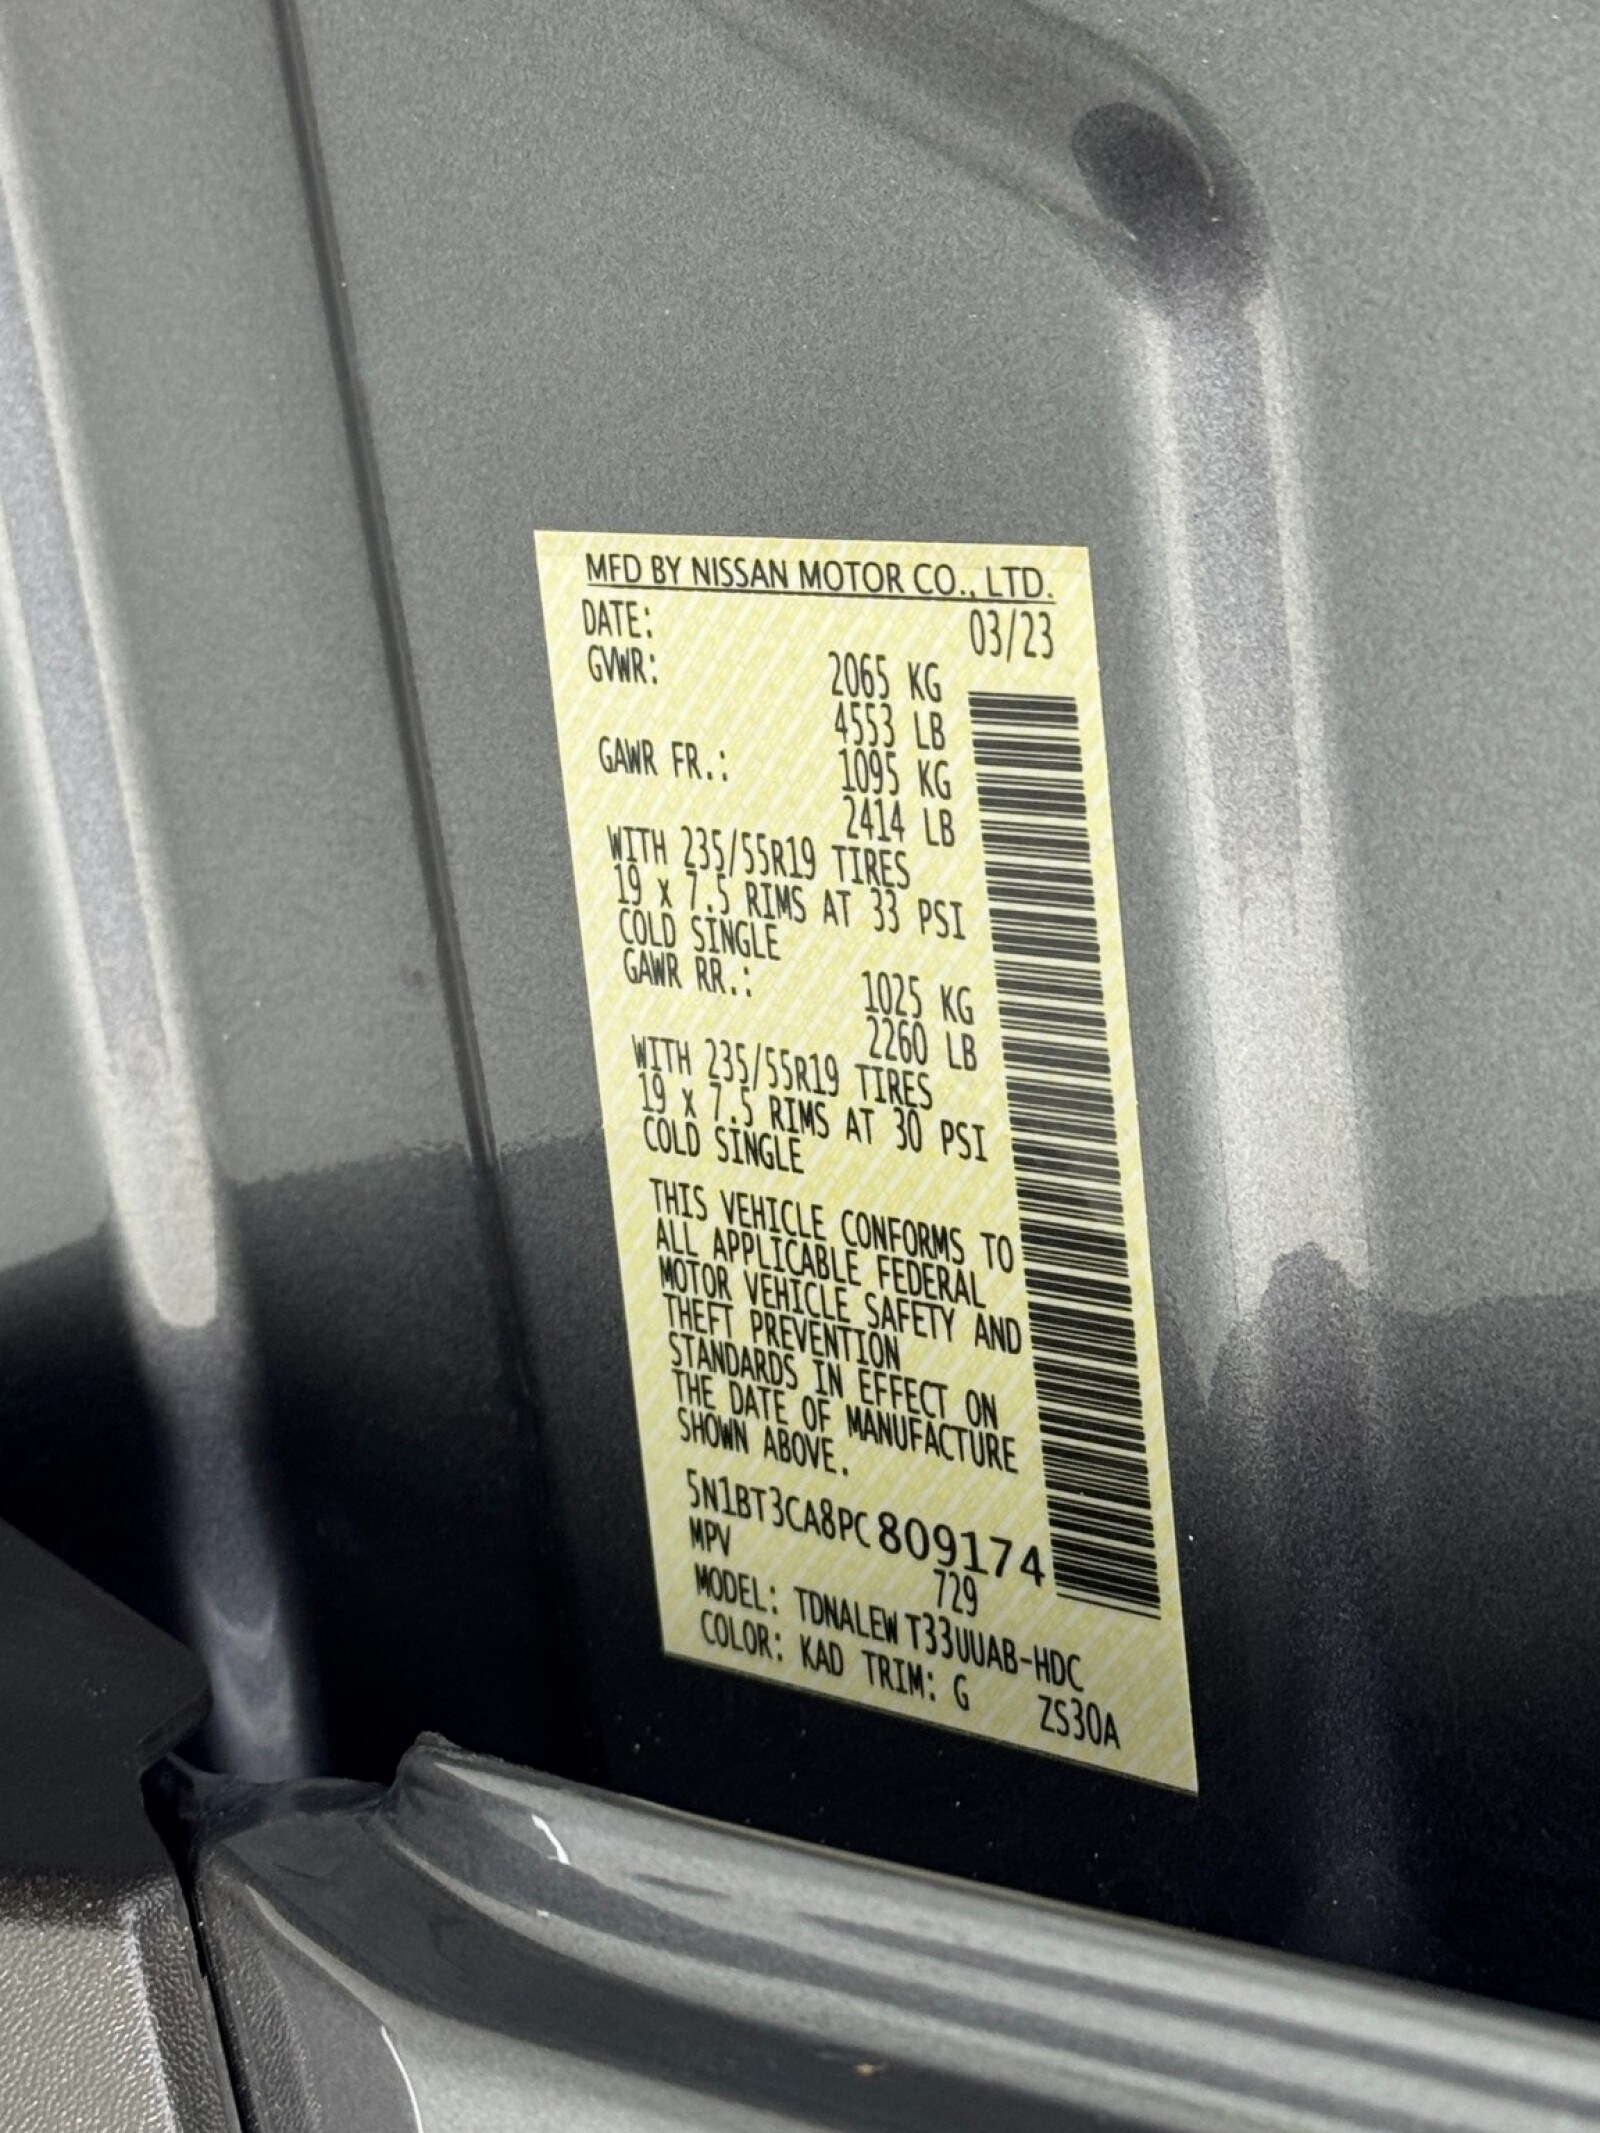 MFD BY NISSAN MOTOR CO., LTD.
DATE: 03/23
GVWR: 2065 KG
4553 LB
GAWR FR.: 1095 KG
2414 LB
WITH 235/55R19 TIRES
19 x 7.5 RIMS AT 33 PSI
COLD SINGLE
GAWR RR.: 1025 KG
2260 LB
WITH 235/55R19 TIRES
19 x 7.5 RIMS AT 30 PSI
COLD SINGLE
THIS VEHICLE CONFORMS TO
ALL APPLICABLE FEDERAL
MOTOR VEHICLE SAFETY AND
THEFT PREVENTION
STANDARDS IN EFFECT ON
THE DATE OF MANUFACTURE
SHOWN ABOVE.
5N1BT3CA8PC809174
MPV 729
MODEL: TDNALEW T33UUAB-HDC
COLOR: KAD TRIM: G ZS30A